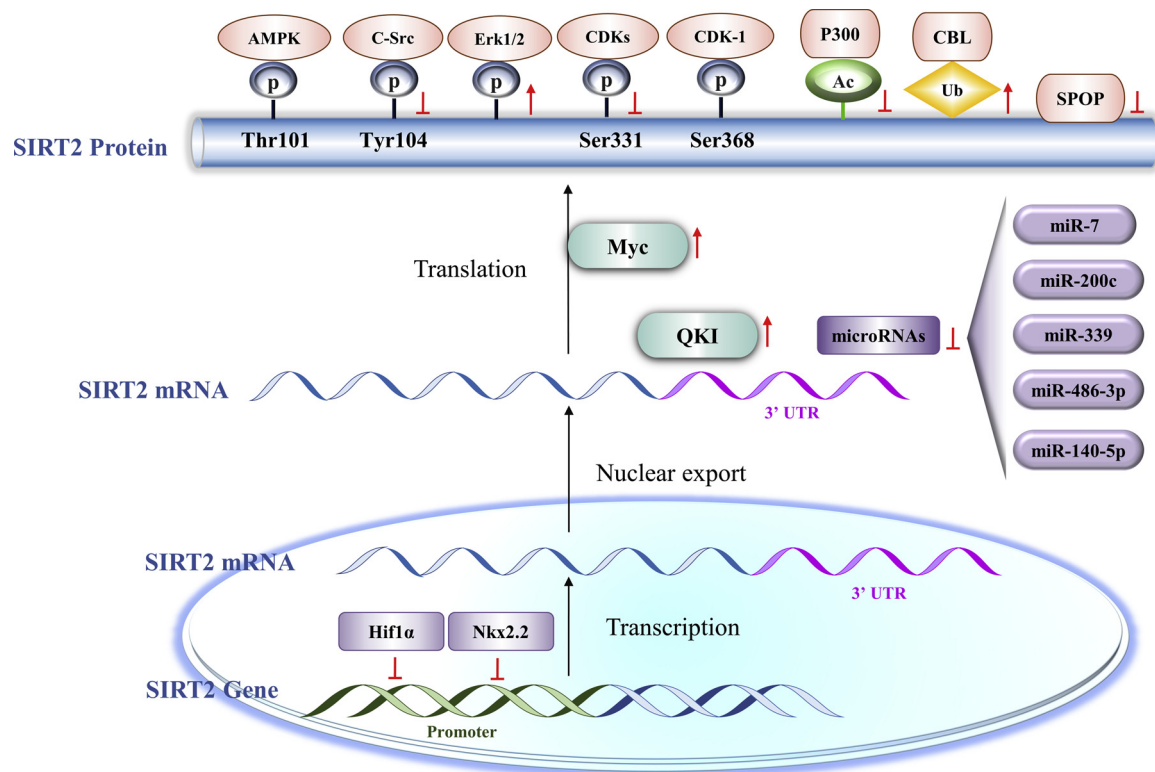 AMPK
C-Src
Erk1/2
CDKs
CDK-1
P300
CBL
p
p
p
p
p
Ac
Ub
SPOP
SIRT2 Protein
Thr101
Tyr104
Ser331
Ser368
Myc
Translation
QKI
microRNAs
miR-7
miR-200c
miR-339
miR-486-3p
miR-140-5p
SIRT2 mRNA
3’ UTR
Nuclear export
SIRT2 mRNA
3’ UTR
Hif1α
Nkx2.2
Transcription
SIRT2 Gene
Promoter